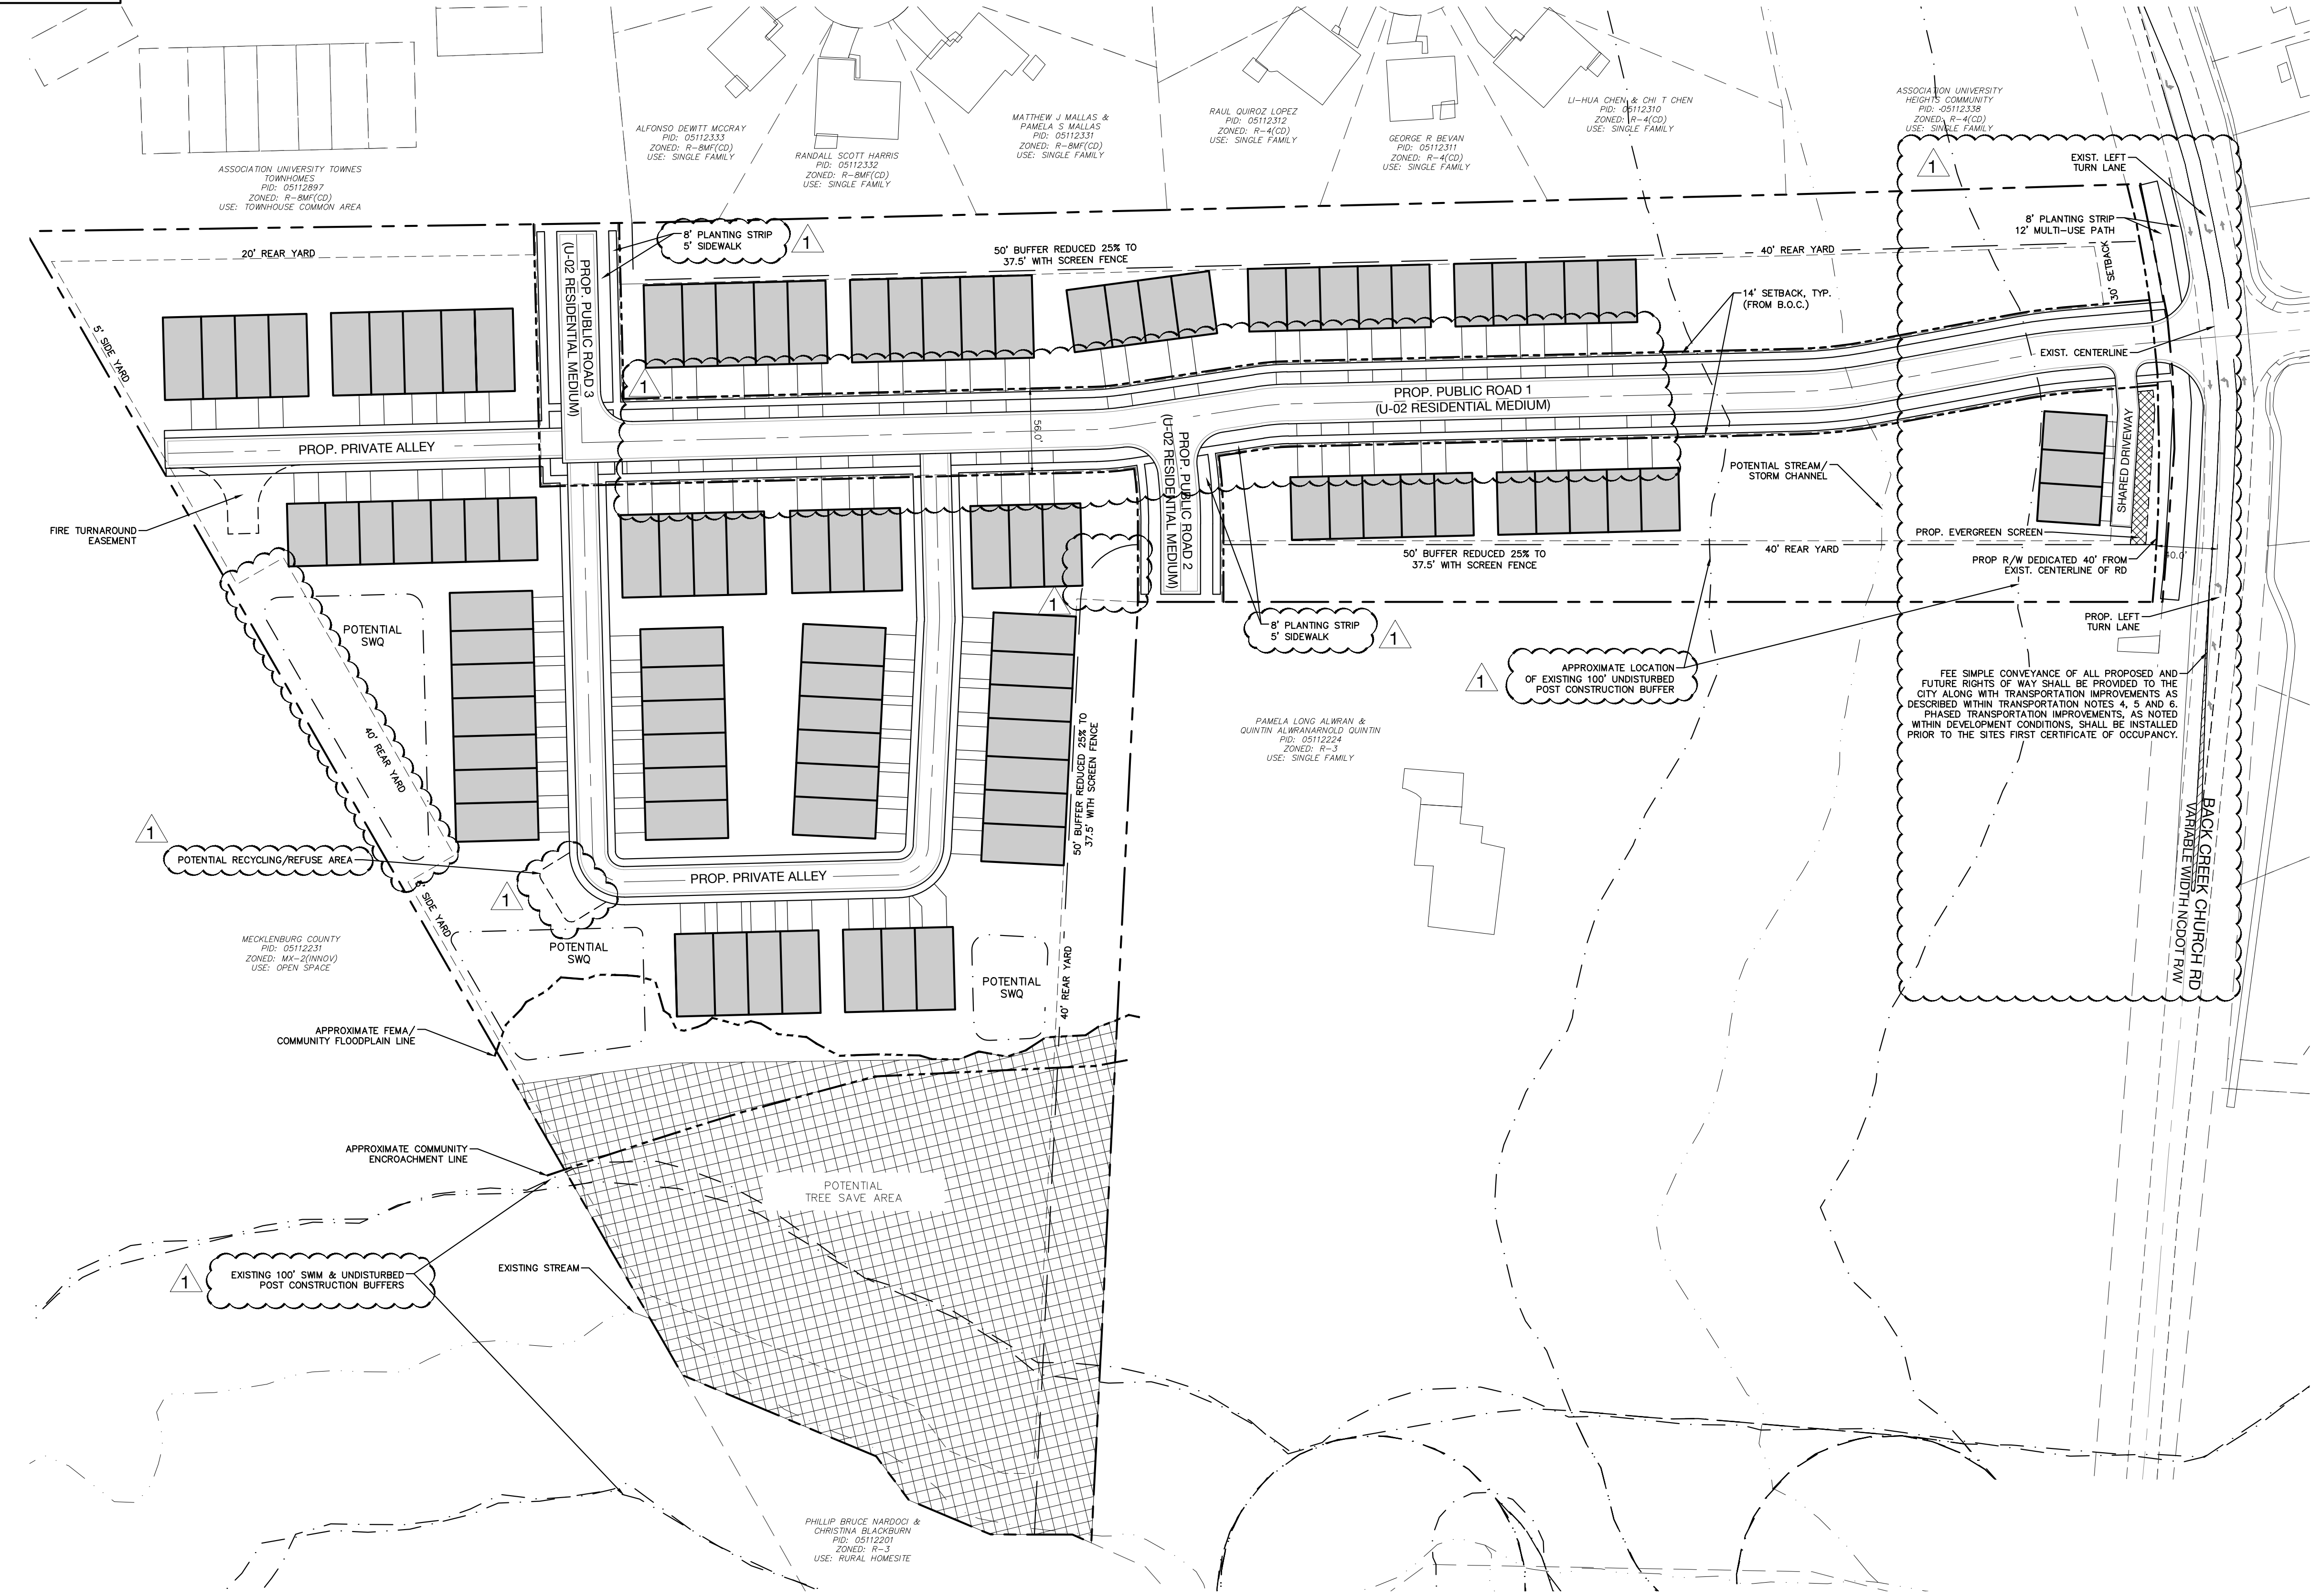 ASSOCIATION UNIVERSITY TOWNES
TOWNHOMES
PID: 05112897
ZONED: R-8MF(CD)
USE: TOWNHOUSE COMMON AREA
ALFONSO DEWITT MCCRAY
PID: 05112333
ZONED: R-8MF(CD)
USE: SINGLE FAMILY
RANDALL SCOTT HARRIS
PID: 05112332
ZONED: R-8MF(CD)
USE: SINGLE FAMILY
MATTHEW J MALLAS &
PAMELA S MALLAS
PID: 05112331
ZONED: R-8MF(CD)
USE: SINGLE FAMILY
RAUL QUIROZ LOPEZ
PID: 05112312
ZONED: R-4(CD)
USE: SINGLE FAMILY
GEORGE R BEVAN
PID: 05112311
ZONED: R-4(CD)
USE: SINGLE FAMILY
LI-HUA CHEN & CHI T CHEN
PID: 05112310
ZONED: R-4(CD)
USE: SINGLE FAMILY
ASSOCIATION UNIVERSITY
HEIGHTS COMMUNITY
PID: -05112338
ZONED: R-4(CD)
USE: SINGLE FAMILY
1
EXIST. LEFT
TURN LANE
8' PLANTING STRIP
12' MULTI-USE PATH
30' SETBACK
20' REAR YARD
8' PLANTING STRIP
5' SIDEWALK
1
50' BUFFER REDUCED 25% TO
37.5' WITH SCREEN FENCE
40' REAR YARD
14' SETBACK, TYP.
(FROM B.O.C.)
EXIST. CENTERLINE
5' SIDE YARD
PROP. PUBLIC ROAD 3
(U-02 RESIDENTIAL MEDIUM)
1
PROP. PUBLIC ROAD 1
(U-02 RESIDENTIAL MEDIUM)
56.0'
PROP. PRIVATE ALLEY
PROP. PUBLIC ROAD 2
(U-02 RESIDENTIAL MEDIUM)
SHARED DRIVEWAY
POTENTIAL STREAM/
STORM CHANNEL
FIRE TURNAROUND
EASEMENT
PROP. EVERGREEN SCREEN
50' BUFFER REDUCED 25% TO
37.5' WITH SCREEN FENCE
40' REAR YARD
40.0'
PROP R/W DEDICATED 40' FROM
EXIST. CENTERLINE OF RD
1
PROP. LEFT
TURN LANE
8' PLANTING STRIP
5' SIDEWALK
1
POTENTIAL
SWQ
1
APPROXIMATE LOCATION
OF EXISTING 100' UNDISTURBED
POST CONSTRUCTION BUFFER
FEE SIMPLE CONVEYANCE OF ALL PROPOSED AND
FUTURE RIGHTS OF WAY SHALL BE PROVIDED TO THE
CITY ALONG WITH TRANSPORTATION IMPROVEMENTS AS
DESCRIBED WITHIN TRANSPORTATION NOTES 4, 5 AND 6.
PHASED TRANSPORTATION IMPROVEMENTS, AS NOTED
WITHIN DEVELOPMENT CONDITIONS, SHALL BE INSTALLED
PRIOR TO THE SITES FIRST CERTIFICATE OF OCCUPANCY.
PAMELA LONG ALWRAN &
QUINTIN ALWRANARNOLD QUINTIN
PID: 05112224
ZONED: R-3
USE: SINGLE FAMILY
40' REAR YARD
50' BUFFER REDUCED 25% TO
37.5' WITH SCREEN FENCE
1
POTENTIAL RECYCLING/REFUSE AREA
PROP. PRIVATE ALLEY
1
5' SIDE YARD
BACK CREEK CHURCH RD
VARIABLE WIDTH NCDOT R/W
MECKLENBURG COUNTY
PID: 05112231
ZONED: MX-2(INNOV)
USE: OPEN SPACE
POTENTIAL
SWQ
POTENTIAL
SWQ
40' REAR YARD
APPROXIMATE FEMA/
COMMUNITY FLOODPLAIN LINE
APPROXIMATE COMMUNITY
ENCROACHMENT LINE
POTENTIAL
TREE SAVE AREA
1
EXISTING 100' SWIM & UNDISTURBED
POST CONSTRUCTION BUFFERS
EXISTING STREAM
PHILLIP BRUCE NARDOCI &
CHRISTINA BLACKBURN
PID: 05112201
ZONED: R-3
USE: RURAL HOMESITE